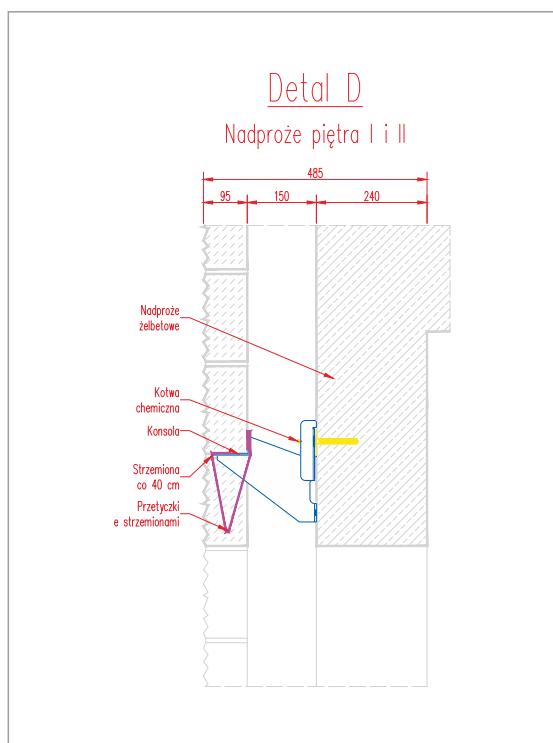 Detal D
Nadproże piętra I i II
485
95
150
240
Nadproże
żelbetowe
Kotwa
chemiczna
Konsola
Strzemiona
co 40 cm
Przetyczki
e strzemionami